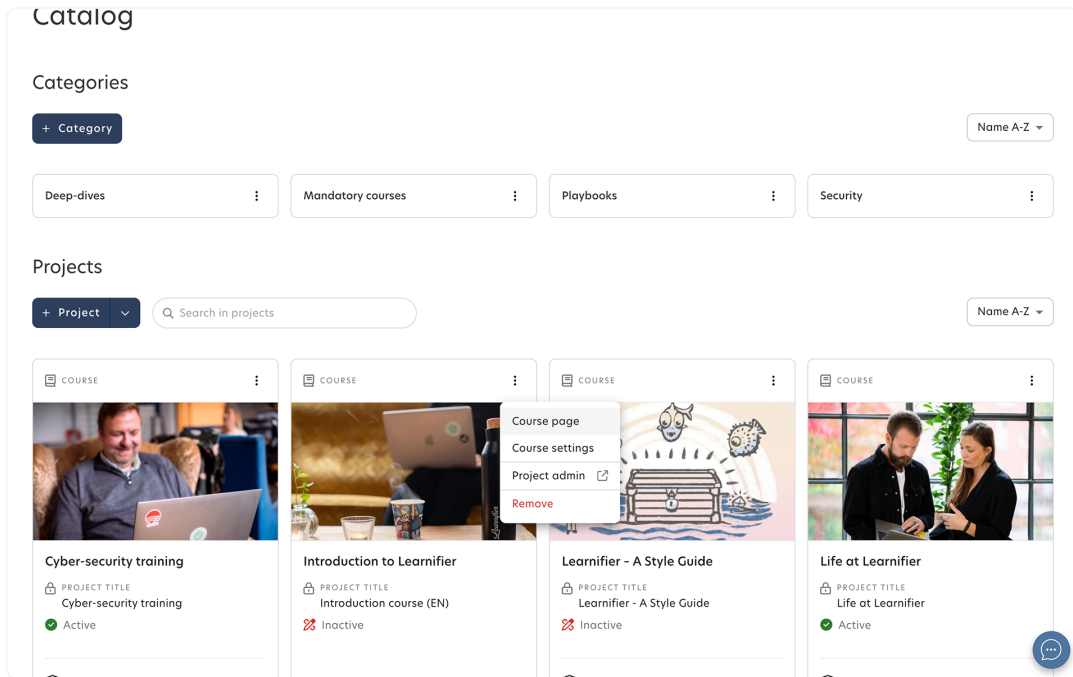 Catalog
Categories
+ Category
Name A-Z
Deep-dives
Mandatory courses
Playbooks
Security
Projects
+ Project
Search in projects
Name A-Z
COURSE
COURSE
COURSE
COURSE
Course page
Course settings
Project admin
Remove
Learnifier
Cyber-security training
PROJECT TITLE
Cyber-security training
Active
Introduction to Learnifier
PROJECT TITLE
Introduction course (EN)
Inactive
Learnifier – A Style Guide
PROJECT TITLE
Learnifier - A Style Guide
Inactive
Life at Learnifier
PROJECT TITLE
Life at Learnifier
Active